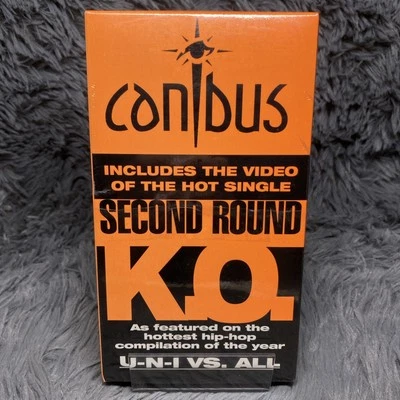 canibus
INCLUDES THE VIDEO
OF THE HOT SINGLE
SECOND ROUND
K.O.
As featured on the
hottest hip-hop
compilation of the year
U-N-I VS. ALL